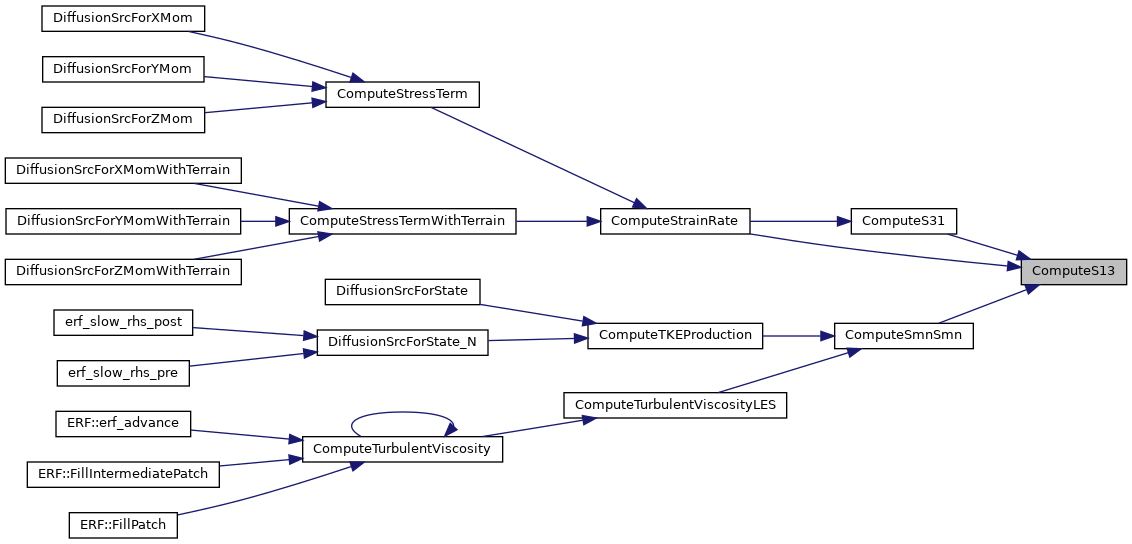 DiffusionSrcForXMom
DiffusionSrcForYMom
ComputeStressTerm
DiffusionSrcForZMom
DiffusionSrcForXMomWithTerrain
DiffusionSrcForYMomWithTerrain
ComputeStressTermWithTerrain
ComputeStrainRate
ComputeS31
DiffusionSrcForZMomWithTerrain
ComputeS13
DiffusionSrcForState
erf_slow_rhs_post
DiffusionSrcForState_N
ComputeTKEProduction
ComputeSmnSmn
erf_slow_rhs_pre
ComputeTurbulentViscosityLES
ERF::erf_advance
ComputeTurbulentViscosity
ERF::FillIntermediatePatch
ERF::FillPatch